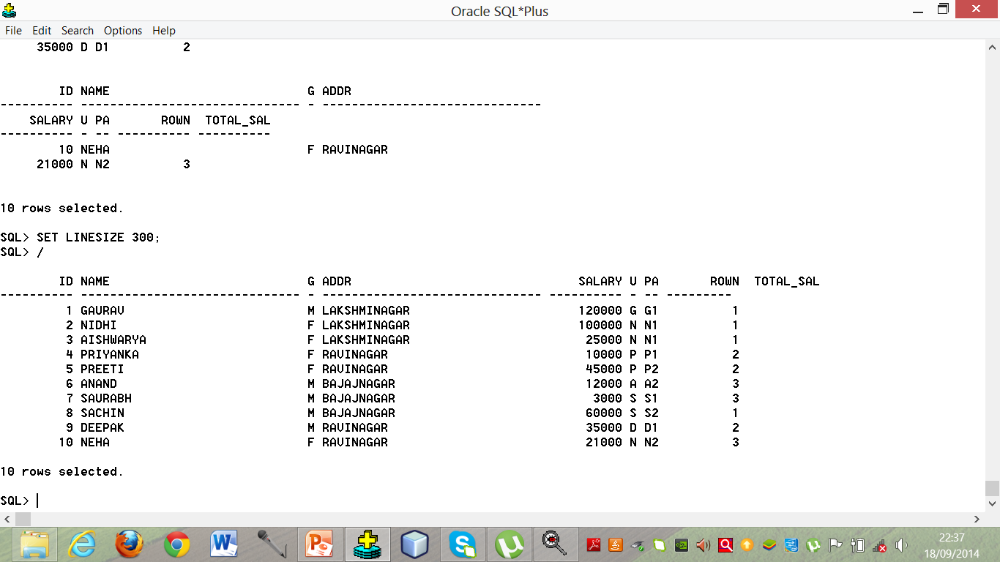 Oracle SQL*Plus
File Edit Search Options Help
35000 D D1 2
ID NAME G ADDR
---------- ------------------------------ - ------------------------------
SALARY U PA ROWN TOTAL_SAL
---------- - -- ---------- ----------
10 NEHA F RAVINAGAR
21000 N N2 3
10 rows selected.
SQL> SET LINESIZE 300;
SQL> /
ID NAME G ADDR SALARY U PA ROWN TOTAL_SAL
---------- ------------------------------ - ------------------------------ ---------- - -- ---------
1 GAURAV M LAKSHMINAGAR 120000 G G1 1
2 NIDHI F LAKSHMINAGAR 100000 N N1 1
3 AISHWARYA F LAKSHMINAGAR 25000 N N1 1
4 PRIYANKA F RAVINAGAR 10000 P P1 2
5 PREETI F RAVINAGAR 45000 P P2 2
6 ANAND M BAJAJNAGAR 12000 A A2 3
7 SAURABH M BAJAJNAGAR 3000 S S1 3
8 SACHIN M BAJAJNAGAR 60000 S S2 1
9 DEEPAK M RAVINAGAR 35000 D D1 2
10 NEHA F RAVINAGAR 21000 N N2 3
10 rows selected.
SQL>
22:37
18/09/2014